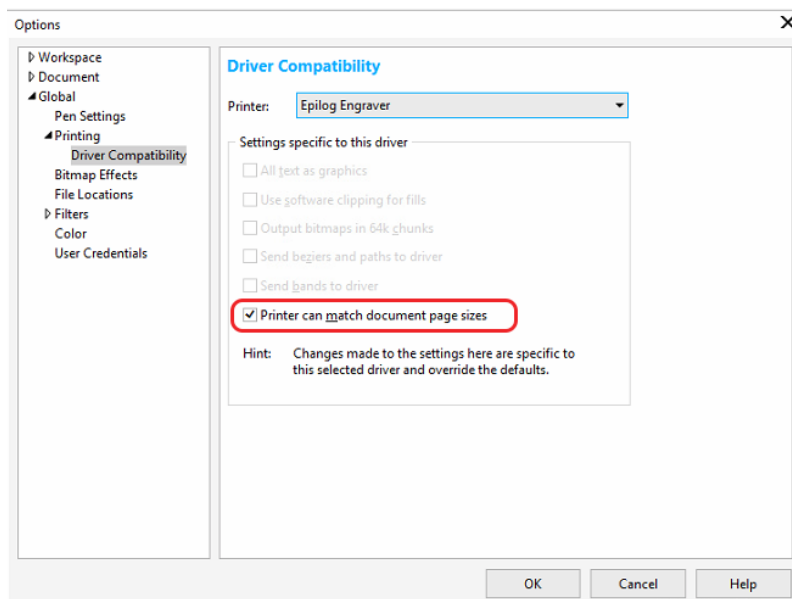 Options
Workspace
Document
Global
Pen Settings
Printing
Driver Compatibility
Bitmap Effects
File Locations
Filters
Color
User Credentials
Driver Compatibility
Printer: Epilog Engraver
Settings specific to this driver
All text as graphics
Use software clipping for fills
Output bitmaps in 64k chunks
Send beziers and paths to driver
Send bands to driver
Printer can match document page sizes
Hint: Changes made to the settings here are specific to
this selected driver and override the defaults.
OK Cancel Help